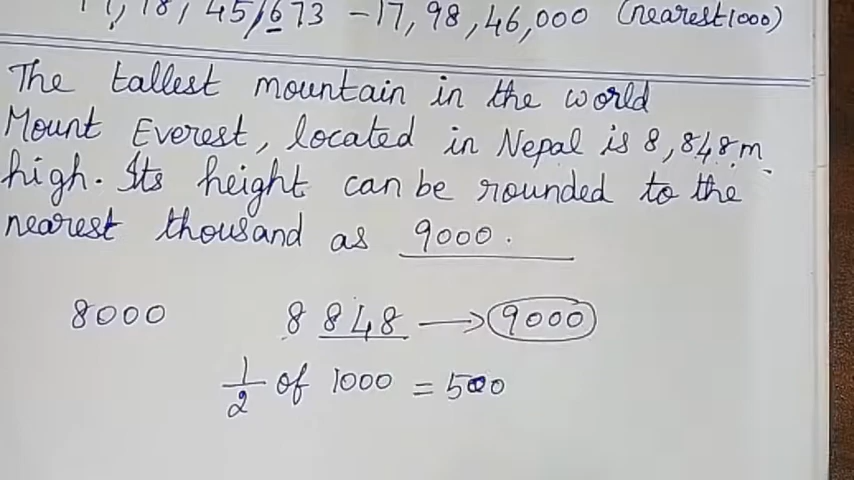 17,98,45,673 - 17,98,46,000 (nearest 1000)
The tallest mountain in the world
Mount Everest, located in Nepal is 8,848m
high. Its height can be rounded to the
nearest thousand as 9000.
8000 8 848 → 9000
1/2 of 1000 = 500